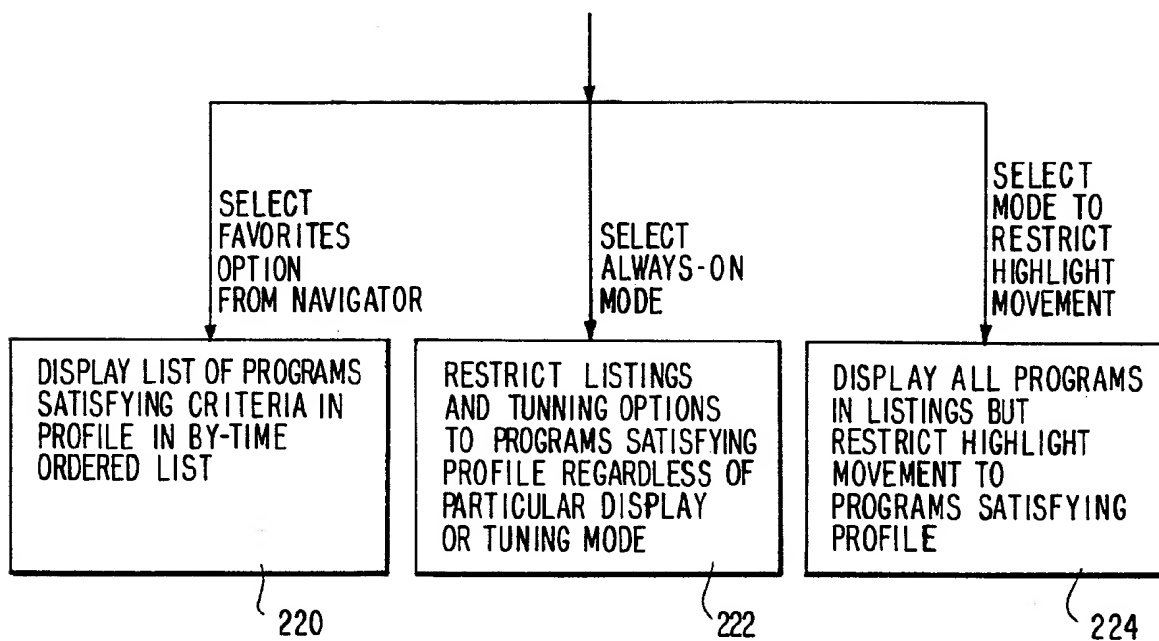 SELECT
FAVORITES
OPTION
FROM NAVIGATOR
SELECT
ALWAYS-ON
MODE
SELECT
MODE TO
RESTRICT
HIGHLIGHT
MOVEMENT
DISPLAY LIST OF PROGRAMS
SATISFYING CRITERIA IN
PROFILE IN BY-TIME
ORDERED LIST
220
RESTRICT LISTINGS
AND TUNNING OPTIONS
TO PROGRAMS SATISFYING
PROFILE REGARDLESS OF
PARTICULAR DISPLAY
OR TUNING MODE
222
DISPLAY ALL PROGRAMS
IN LISTINGS BUT
RESTRICT HIGHLIGHT
MOVEMENT TO
PROGRAMS SATISFYING
PROFILE
224